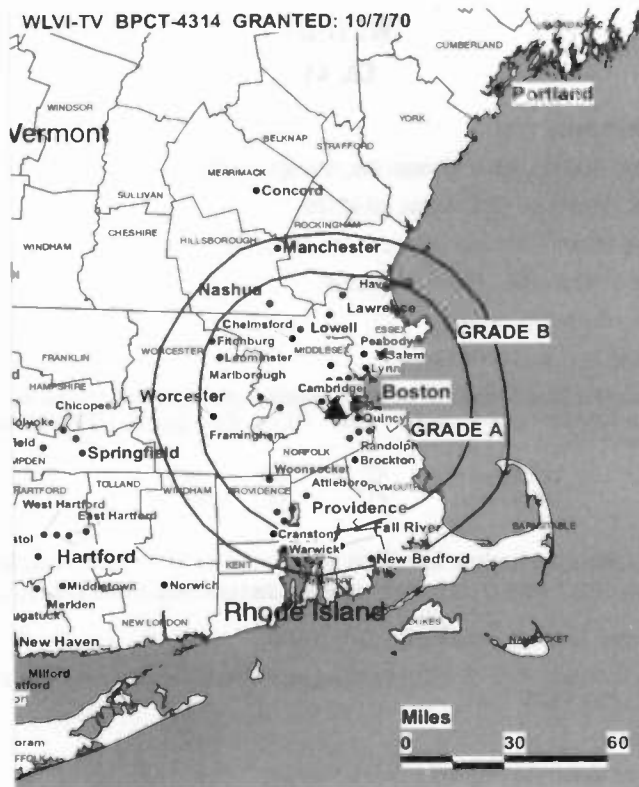 WLVI-TV BPCT-4314 GRANTED: 10/7/70
CUMBERLAND
Portland
WINDSOR
Vermont
BELKNAP
STRAFFORD
YORK
MERRIMACK
Concord
SULLIVAN
CHESHIRE
HILLSBOROUGH
ROCKINGHAM
WINDHAM
Manchester
Nashua
Lawrence
Chelmsford
Lowell
ESSEX
GRADE B
Fitchburg
WORCESTER
MIDDLESEX
Peabody
Salem
Leominster
FRANKLIN
Lynn
Marlborough
HAMPSHIRE
Worcester
Cambridge
Boston
Chicopee
Quincy
GRADE A
Framingham
NORFOLK
Randolph
Springfield
Brockton
Woonsocket
TOLLAND
WINDHAM
PROVIDENCE
Attleboro
PLYMOUTH
West Hartford
East Hartford
Providence
Fall River
BARNSTABLE
Cranston
Hartford
Warwick
KENT
New Bedford
Middletown
Norwich
Meriden
Rhode Island
NEW LONDON
DUKES
NANTUCKET
New Haven
Milford
Miles
0 30 60